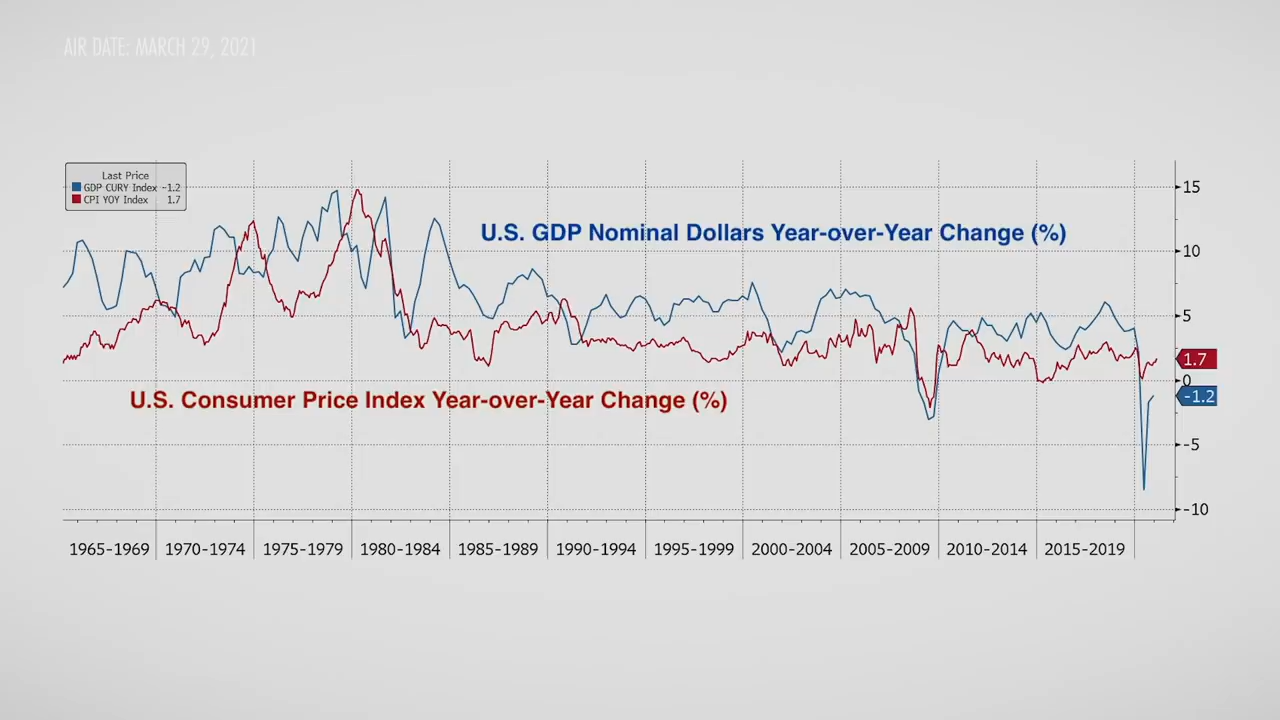 AIR DATE: MARCH 29, 2021
Last Price
GDP CURY Index -1.2
CPI YOY Index 1.7
U.S. GDP Nominal Dollars Year-over-Year Change (%)
U.S. Consumer Price Index Year-over-Year Change (%)
15
10
5
1.7
0
-1.2
-5
-10
1965-1969 1970-1974 1975-1979 1980-1984 1985-1989 1990-1994 1995-1999 2000-2004 2005-2009 2010-2014 2015-2019